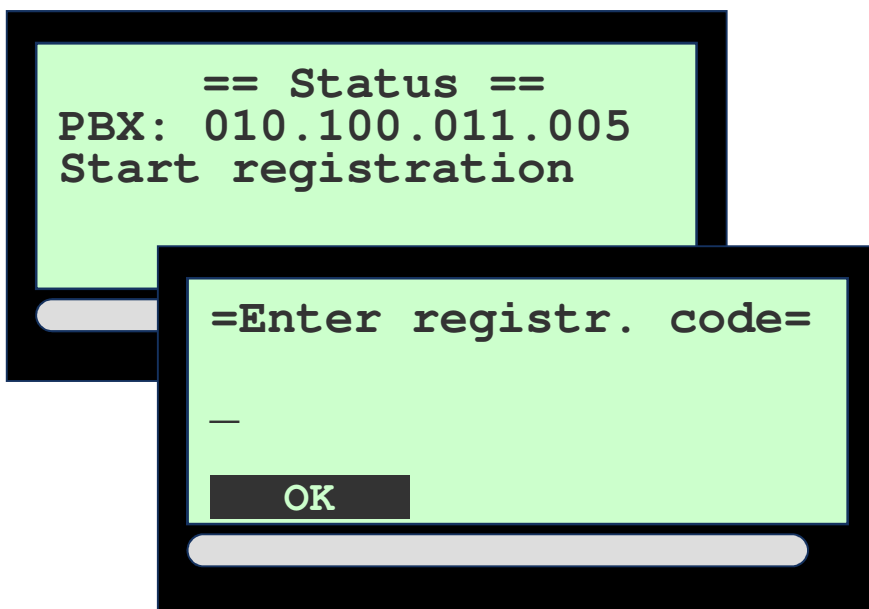 == Status ==
PBX: 010.100.011.005
Start registration
=Enter registr. code=
_
OK